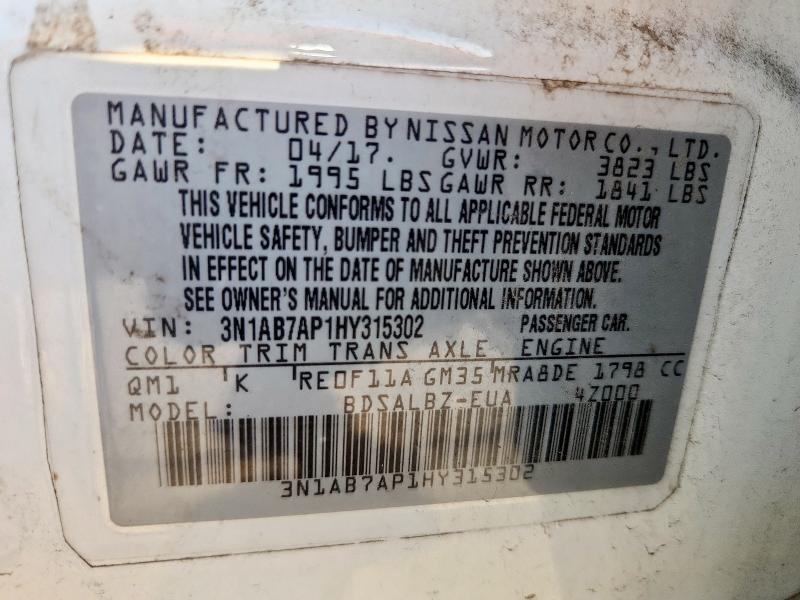 MANUFACTURED BY NISSAN MOTOR CO., LTD.
DATE: 04/17. GVWR: 3823 LBS
GAWR FR: 1995 LBS GAWR RR: 1841 LBS
THIS VEHICLE CONFORMS TO ALL APPLICABLE FEDERAL MOTOR
VEHICLE SAFETY, BUMPER AND THEFT PREVENTION STANDARDS
IN EFFECT ON THE DATE OF MANUFACTURE SHOWN ABOVE.
SEE OWNER'S MANUAL FOR ADDITIONAL INFORMATION.
VIN: 3N1AB7AP1HY315302 PASSENGER CAR.
COLOR TRIM TRANS AXLE ENGINE
QM1 K RE0F11A GM35 MRA8DE 1798 CC
MODEL: BDSALBZ-EUA 4Z000
3N1AB7AP1HY315302